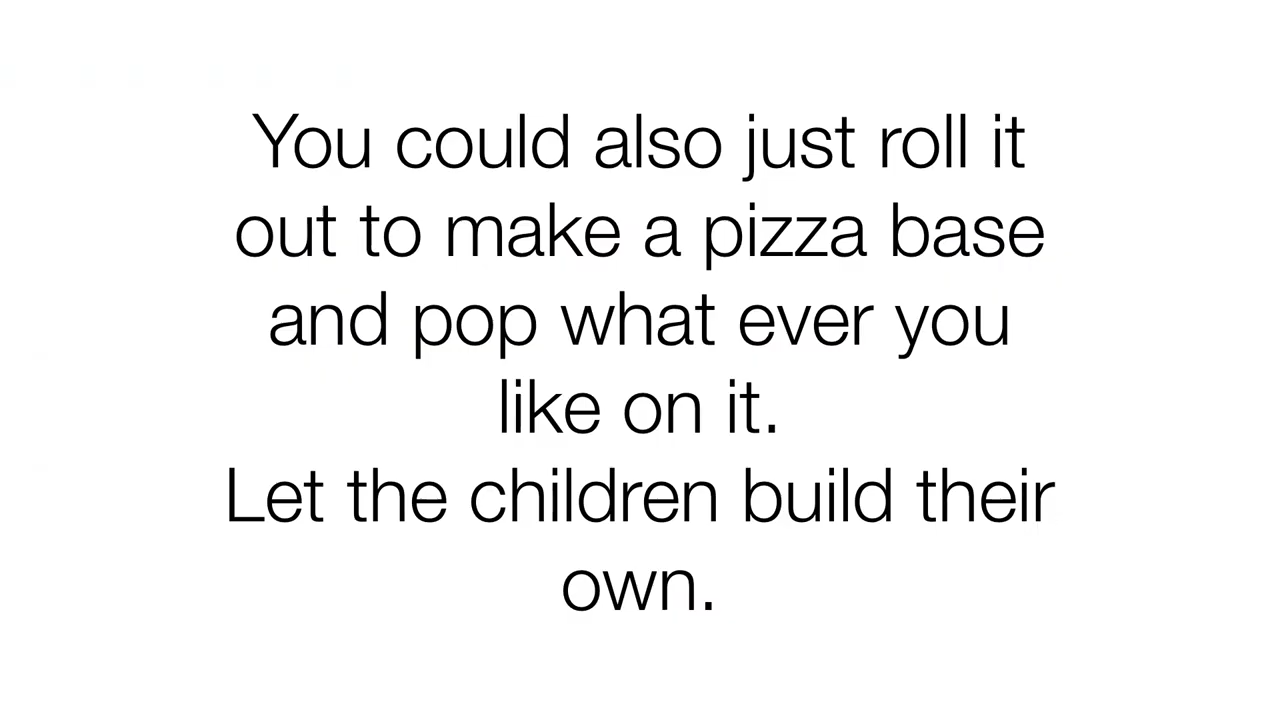 You could also just roll it
out to make a pizza base
and pop what ever you
like on it.
Let the children build their
own.